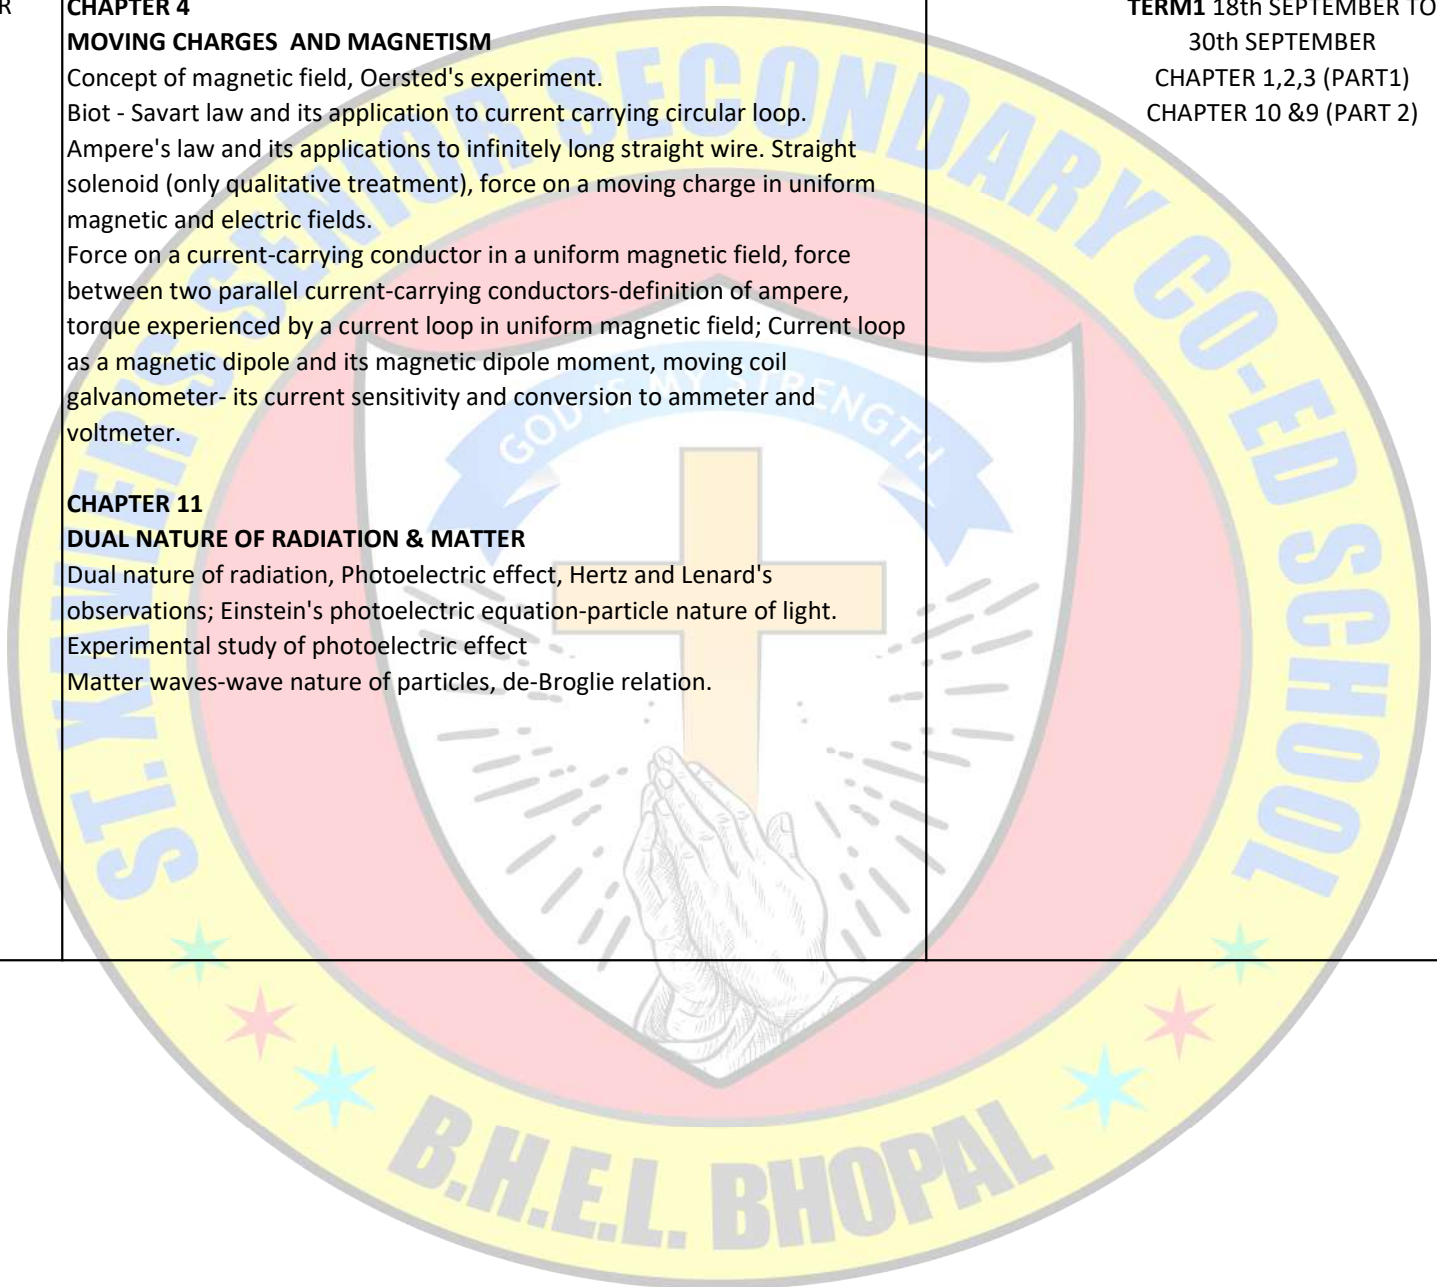 R
CHAPTER 4
MOVING CHARGES AND MAGNETISM
Concept of magnetic field, Oersted's experiment.
Biot - Savart law and its application to current carrying circular loop.
Ampere's law and its applications to infinitely long straight wire. Straight
solenoid (only qualitative treatment), force on a moving charge in uniform
magnetic and electric fields.
Force on a current-carrying conductor in a uniform magnetic field, force
between two parallel current-carrying conductors-definition of ampere,
torque experienced by a current loop in uniform magnetic field; Current loop
as a magnetic dipole and its magnetic dipole moment, moving coil
galvanometer- its current sensitivity and conversion to ammeter and
voltmeter.
CHAPTER 11
DUAL NATURE OF RADIATION & MATTER
Dual nature of radiation, Photoelectric effect, Hertz and Lenard's
observations; Einstein's photoelectric equation-particle nature of light.
Experimental study of photoelectric effect
Matter waves-wave nature of particles, de-Broglie relation.
TERM1 18th SEPTEMBER TO
30th SEPTEMBER
CHAPTER 1,2,3 (PART1)
CHAPTER 10 &9 (PART 2)
ST. XAVIER'S SENIOR SECONDARY CO-ED SCHOOL
GOD IS MY STRENGTH
B.H.E.L. BHOPAL